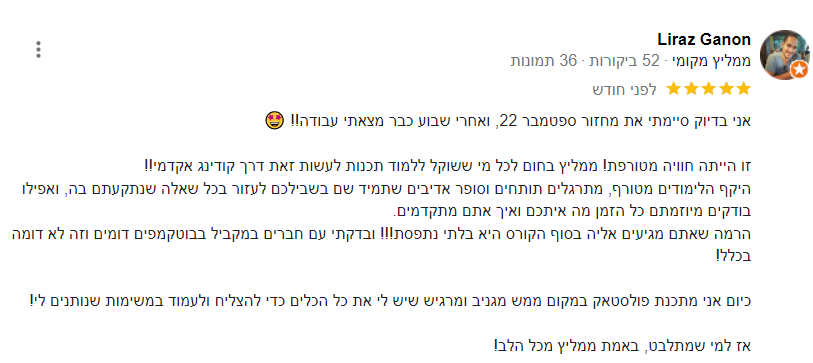 Liraz Ganon
ממליץ מקומי · 52 ביקורות · 36 תמונות
לפני חודש
אני בדיוק סיימתי את מחזור ספטמבר 22, ואחרי שבוע כבר מצאתי עבודה!! 🤩
זו הייתה חוויה מטורפת! ממליץ בחום לכל מי ששוקל ללמוד תכנות לעשות זאת דרך קודינג אקדמי!!
היקף הלימודים מטורף, מתרגלים תותחים וסופר אדיבים שתמיד שם בשבילכם לעזור בכל שאלה שנתקעתם בה, ואפילו
בודקים מיוזמתם כל הזמן מה איתכם ואיך אתם מתקדמים.
הרמה שאתם מגיעים אליה בסוף הקורס היא בלתי נתפסת!!! ובדקתי עם חברים במקביל בבוטקמפים דומים וזה לא דומה
בכלל!
כיום אני מתכנת פולסטאק במקום ממש מגניב ומרגיש שיש לי את כל הכלים כדי להצליח ולעמוד במשימות שנותנים לי!
אז למי שמתלבט, באמת ממליץ מכל הלב!